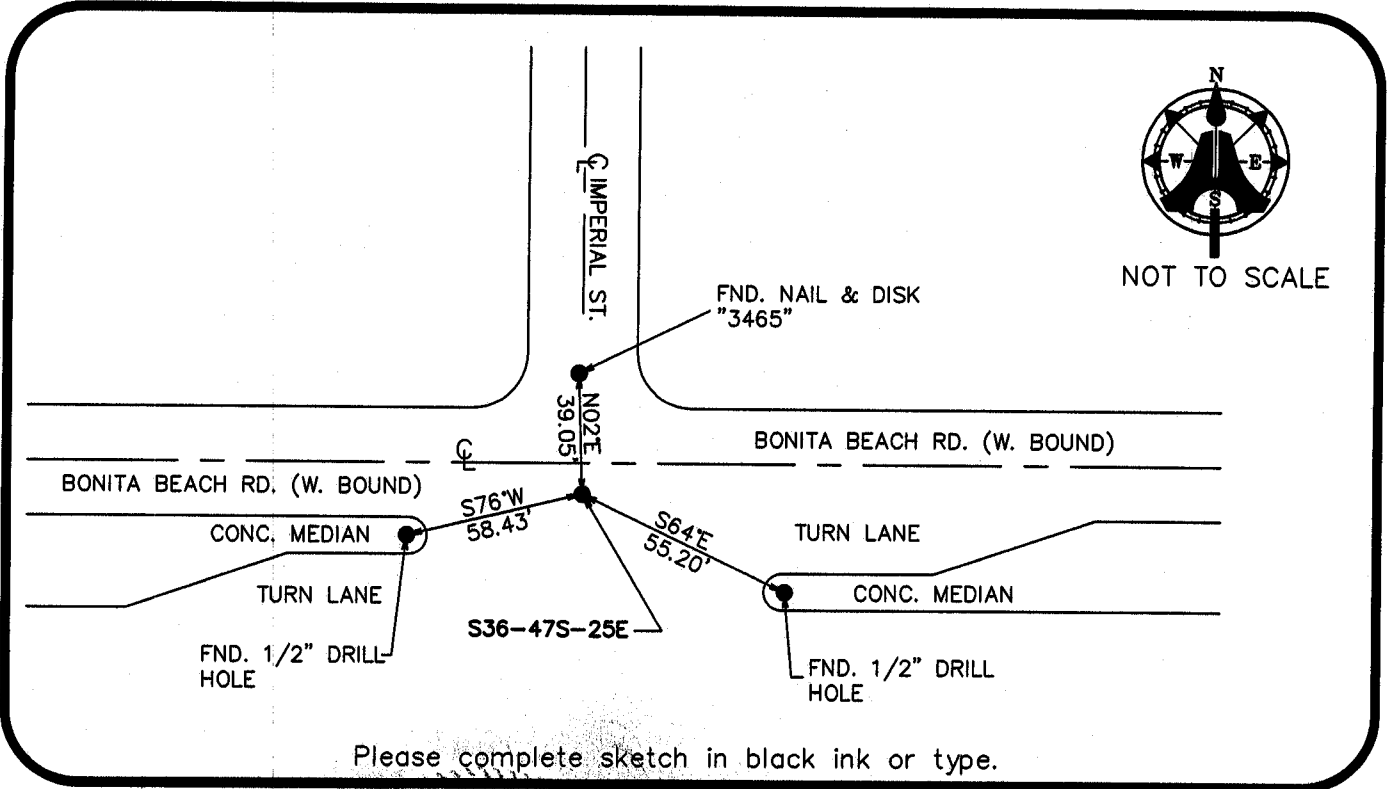 N
W E
S
NOT TO SCALE
℄ IMPERIAL ST.
FND. NAIL & DISK
"3465"
N02°E
39.05'
℄
BONITA BEACH RD. (W. BOUND)
BONITA BEACH RD. (W. BOUND)
S76°W
58.43'
S64°E
55.20'
CONC. MEDIAN
TURN LANE
TURN LANE
CONC. MEDIAN
S36-47S-25E
FND. 1/2" DRILL
HOLE
FND. 1/2" DRILL
HOLE
Please complete sketch in black ink or type.